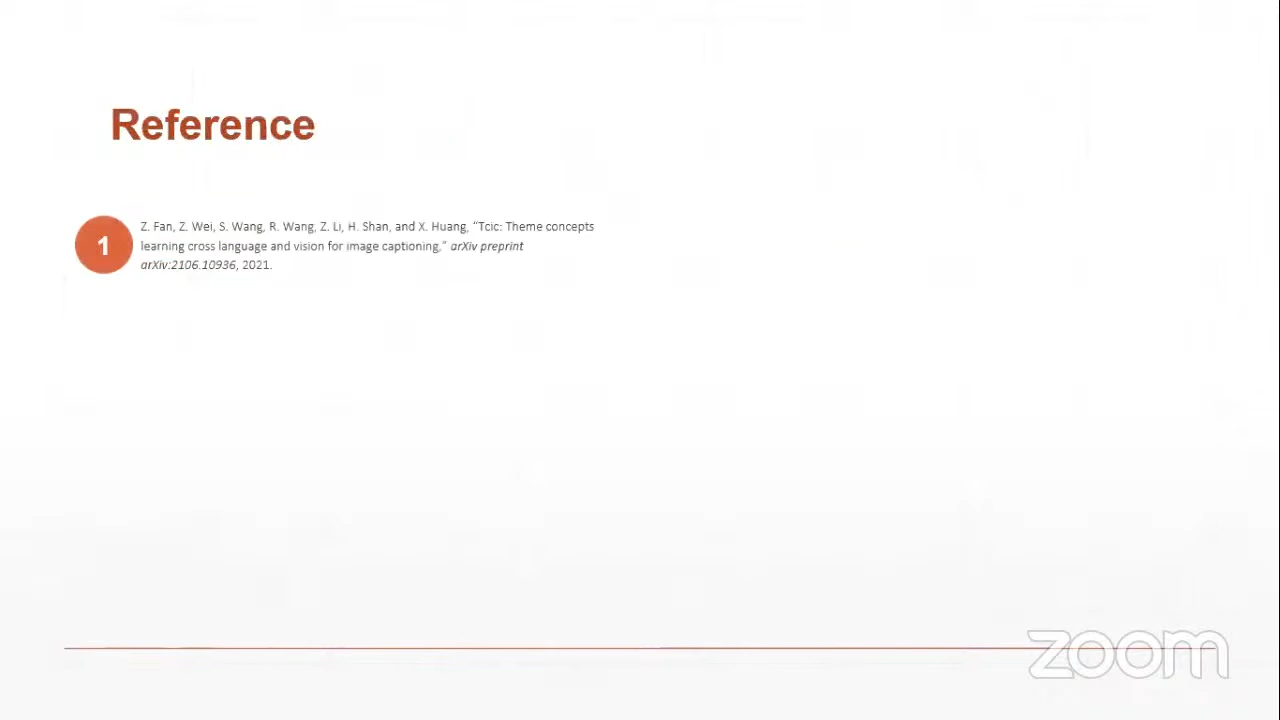 Reference
1
Z. Fan, Z. Wei, S. Wang, R. Wang, Z. Li, H. Shan, and X. Huang, “Tcic: Theme concepts
learning cross language and vision for image captioning,” arXiv preprint
arXiv:2106.10936, 2021.
zoom